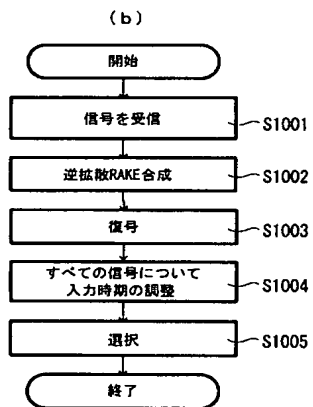 (b)
開始
信号を受信
S1001
逆拡散RAKE合成
S1002
復号
S1003
すべての信号について
入力時期の調整
S1004
選択
S1005
終了